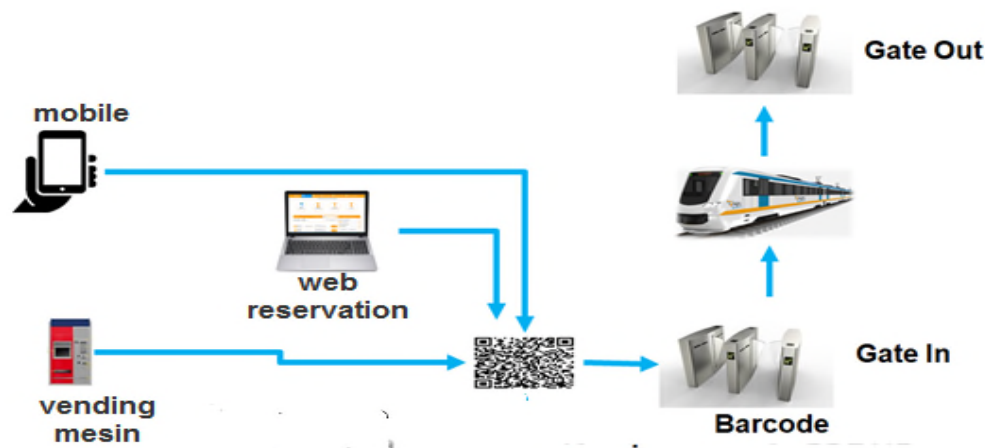 Gate Out
mobile
web
reservation
Gate In
vending
mesin
Barcode